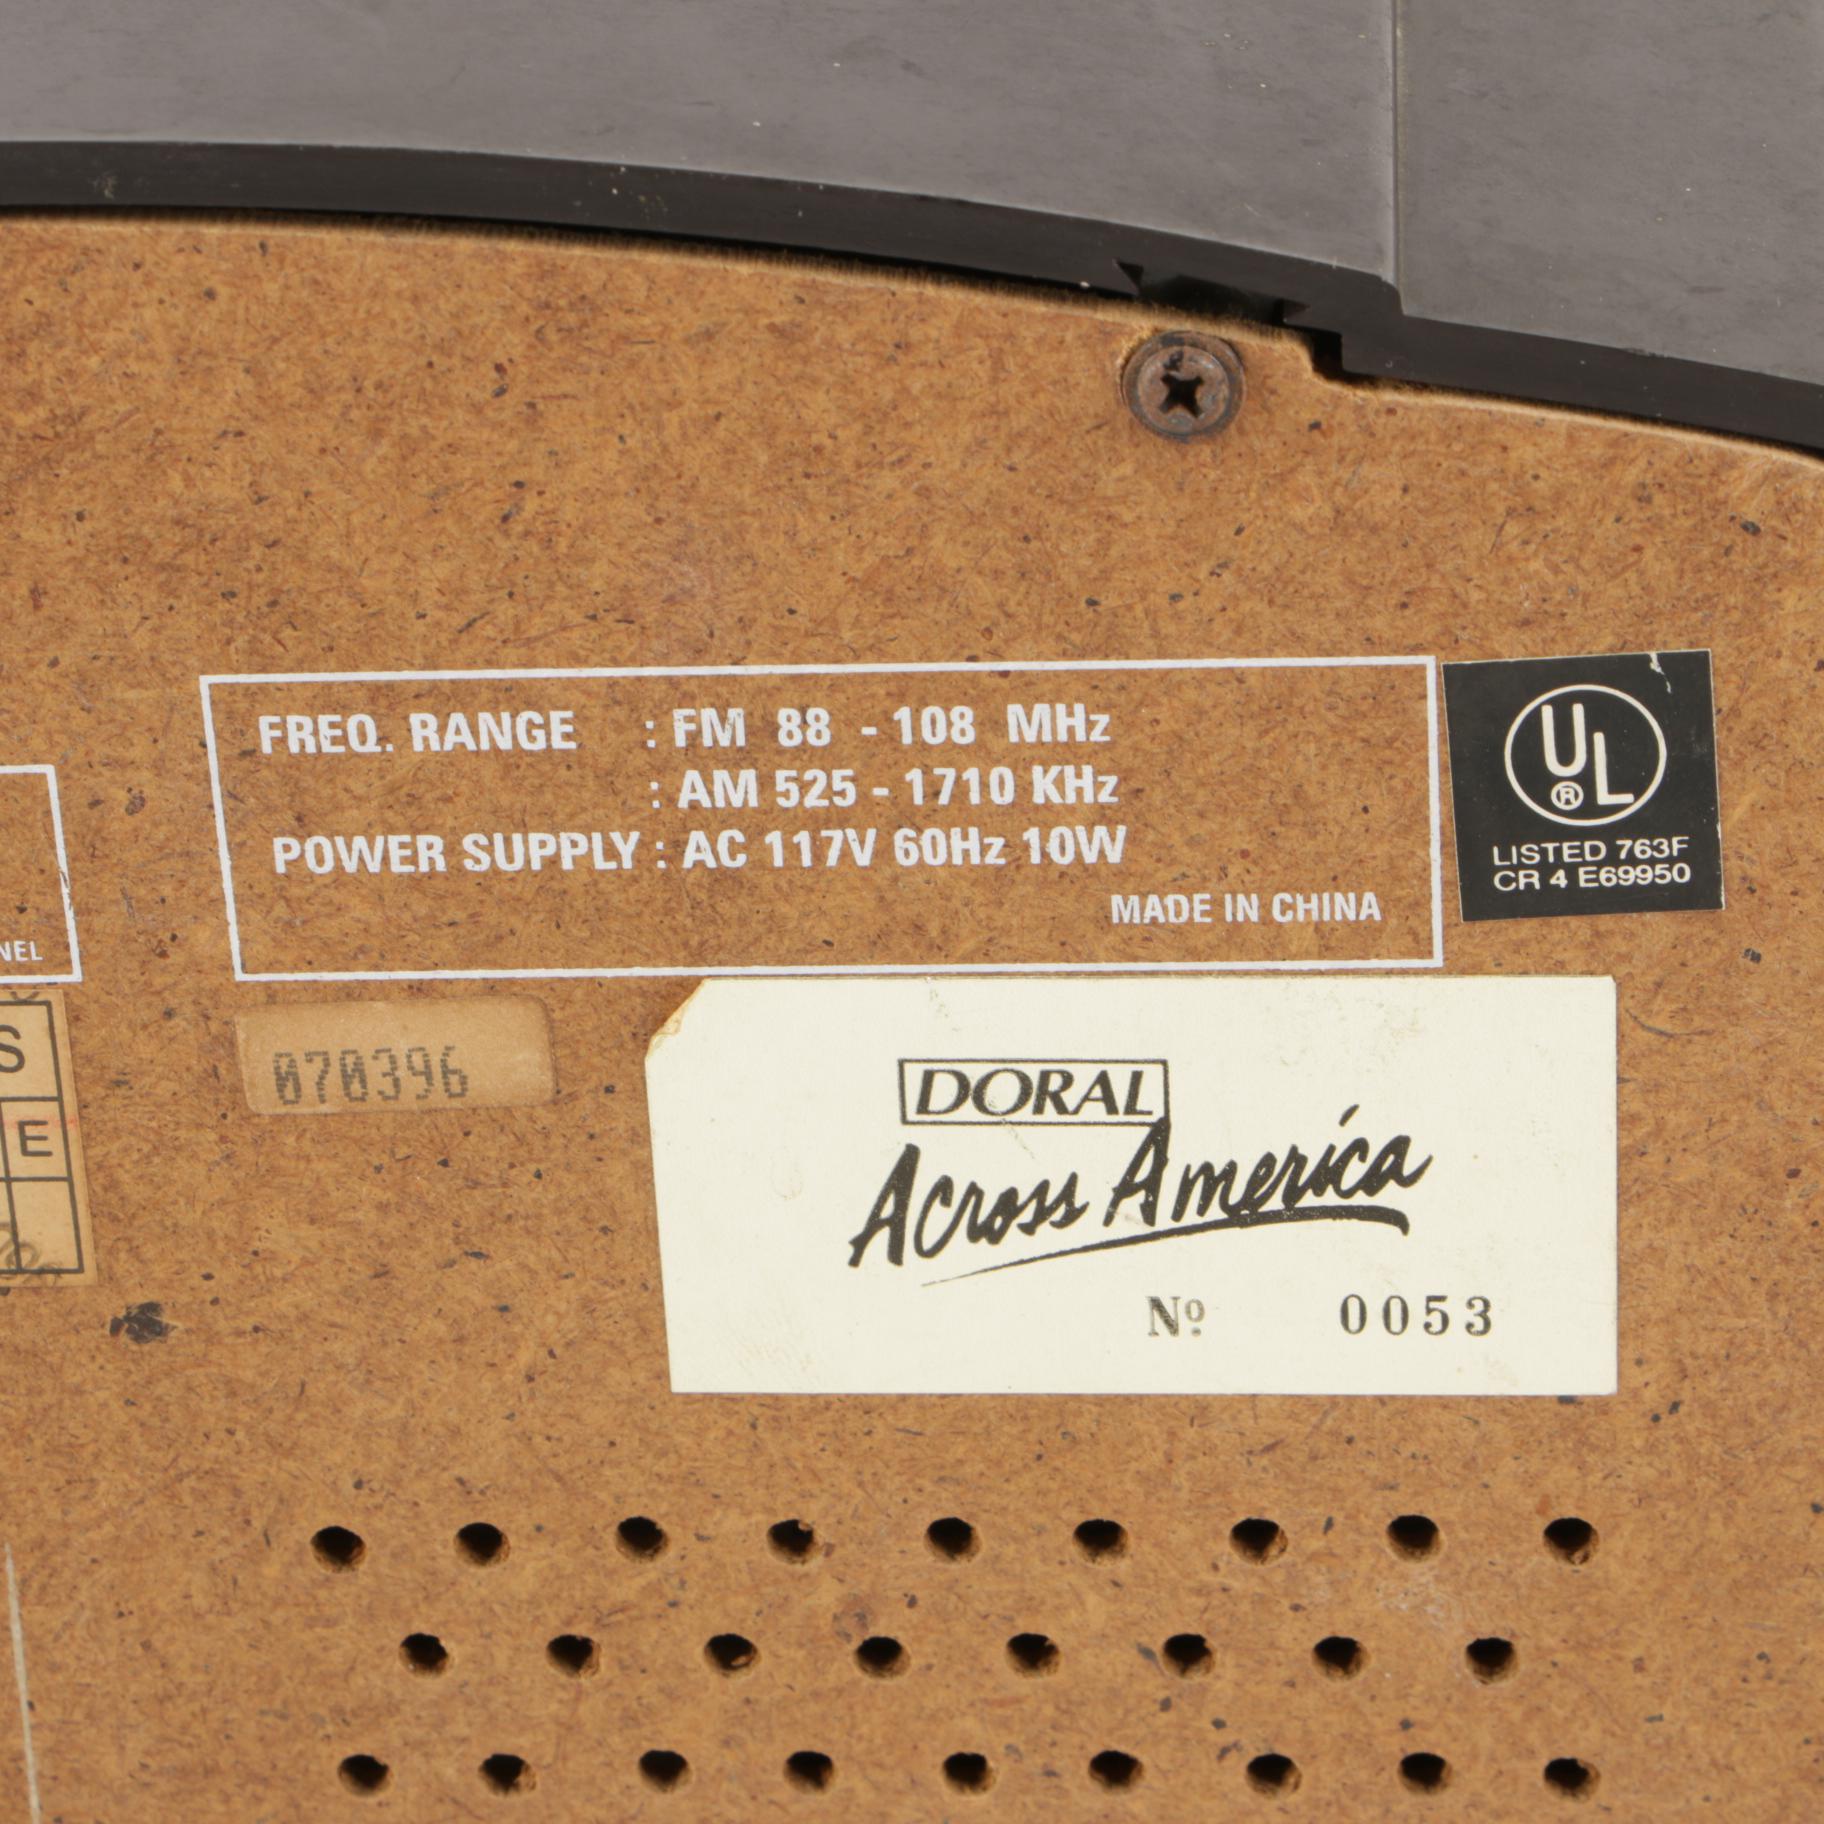 FREQ. RANGE : FM 88 - 108 MHz
: AM 525 - 1710 KHz
POWER SUPPLY : AC 117V 60Hz 10W
MADE IN CHINA
UL
®
LISTED 763F
CR 4 E69950
NEL
S
E
070396
DORAL
Across America
Nº 0053